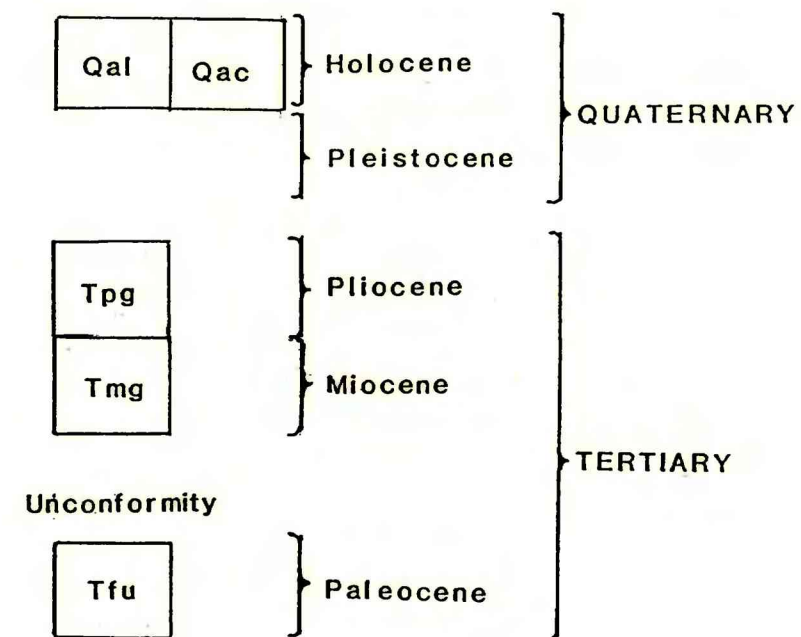 Qal Qac Holocene
QUATERNARY
Pleistocene
Tpg Pliocene
Tmg Miocene
TERTIARY
Unconformity
Tfu Paleocene